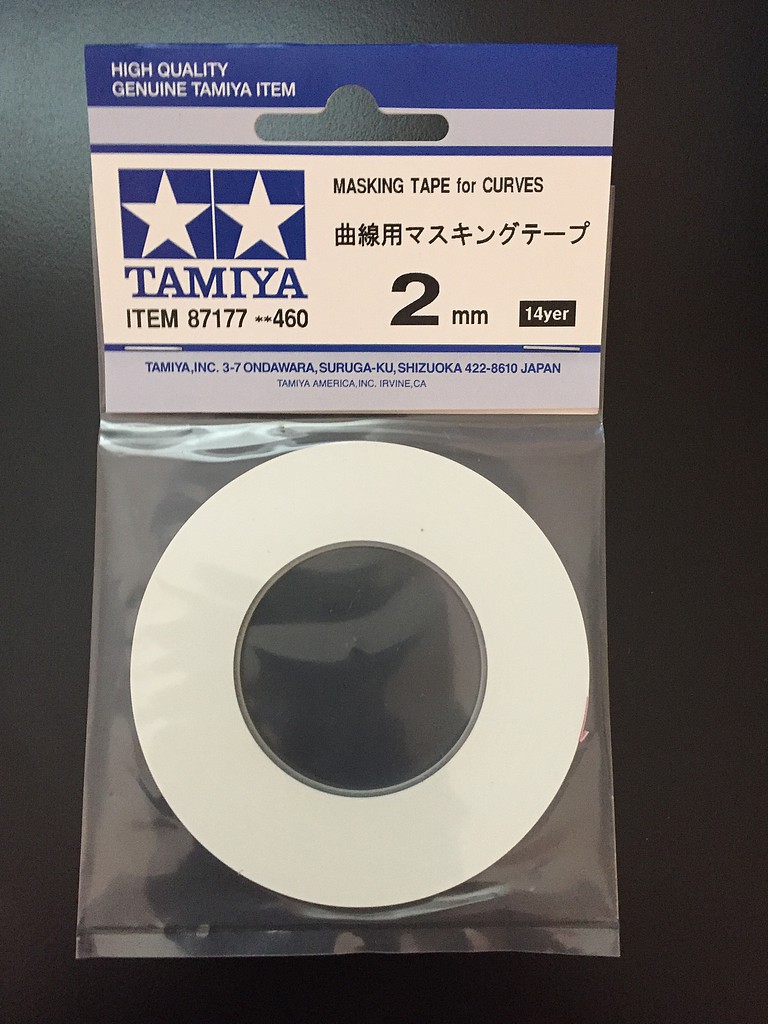 HIGH QUALITY
GENUINE TAMIYA ITEM
MASKING TAPE for CURVES
曲線用マスキングテープ
TAMIYA
2 mm
14yer
ITEM 87177 **460
TAMIYA,INC. 3-7 ONDAWARA,SURUGA-KU,SHIZUOKA 422-8610 JAPAN
TAMIYA AMERICA,INC. IRVINE,CA